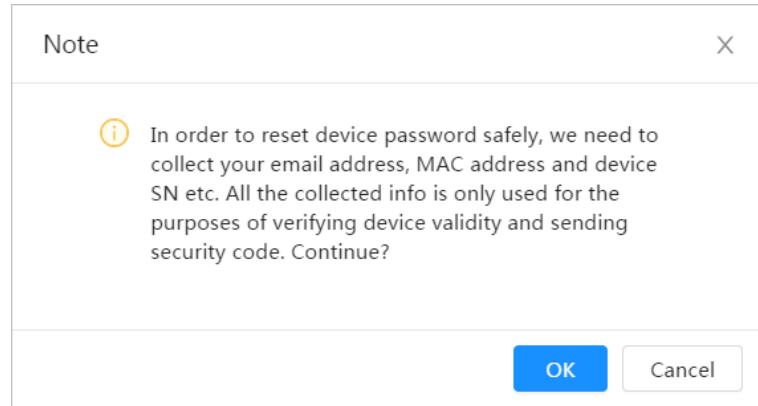 Note
In order to reset device password safely, we need to
collect your email address, MAC address and device
SN etc. All the collected info is only used for the
purposes of verifying device validity and sending
security code. Continue?
OK
Cancel